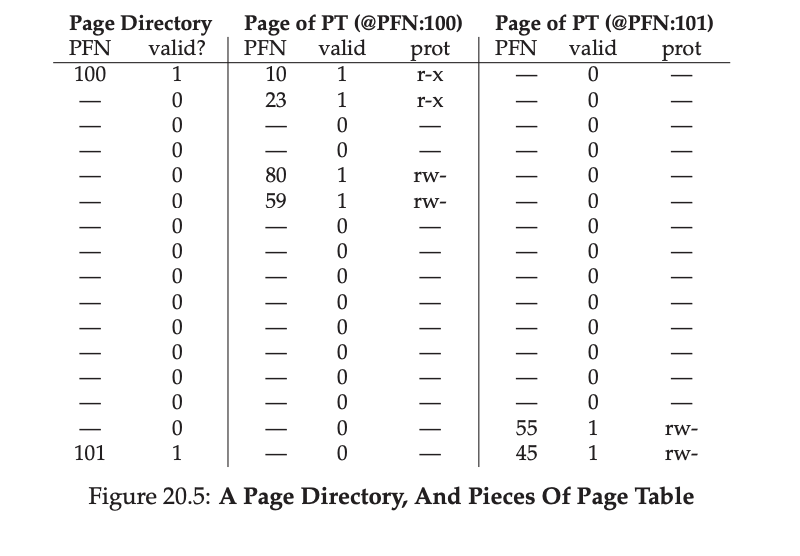 Page Directory Page of PT (@PFN:100) Page of PT (@PFN:101)
PFN valid? PFN valid prot PFN valid prot
100 1 10 1 r-x — 0 —
— 0 23 1 r-x — 0 —
— 0 — 0 — — 0 —
— 0 — 0 — — 0 —
— 0 80 1 rw- — 0 —
— 0 59 1 rw- — 0 —
— 0 — 0 — — 0 —
— 0 — 0 — — 0 —
— 0 — 0 — — 0 —
— 0 — 0 — — 0 —
— 0 — 0 — — 0 —
— 0 — 0 — — 0 —
— 0 — 0 — — 0 —
— 0 — 0 — — 0 —
— 0 — 0 — 55 1 rw-
101 1 — 0 — 45 1 rw-
Figure 20.5: A Page Directory, And Pieces Of Page Table